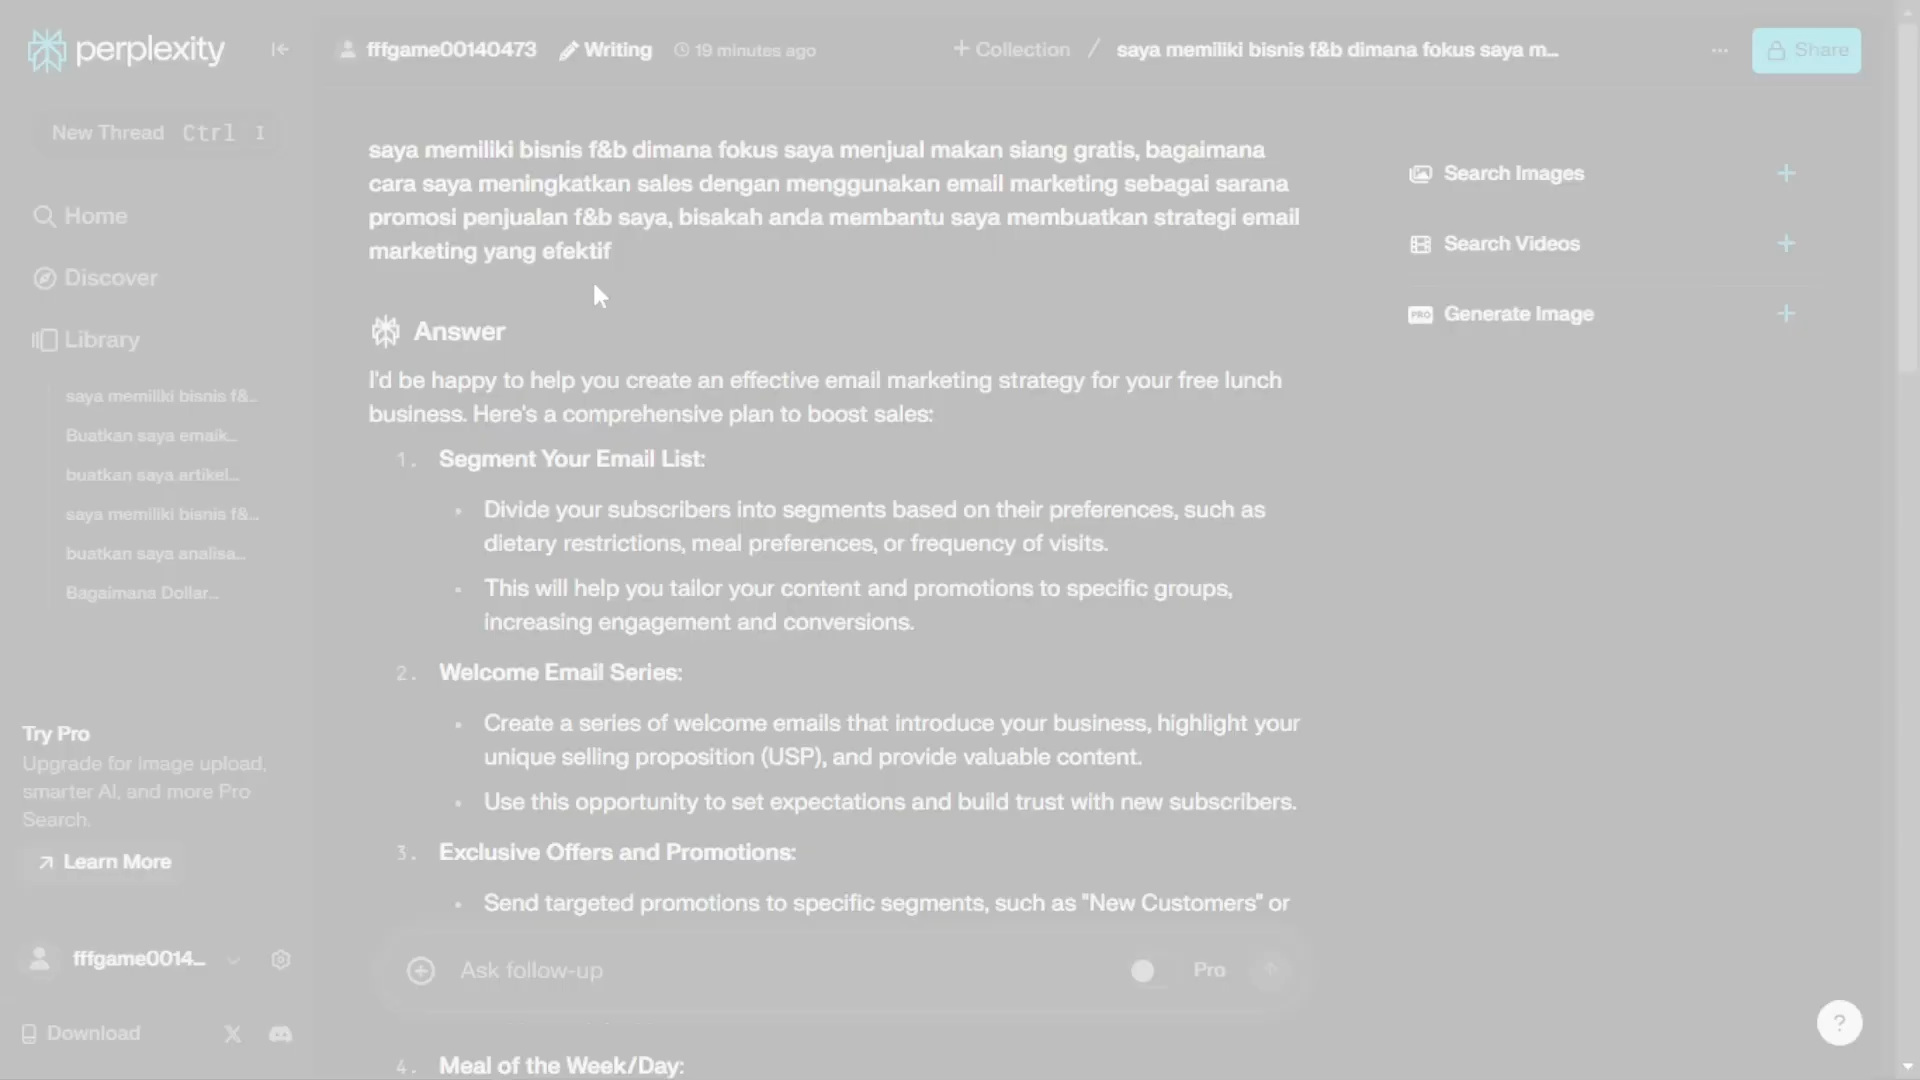 perplexity
New Thread Ctrl I
Home
Discover
Library
saya memiliki bisnis f&...
Buatkan saya emaik...
buatkan saya artikel...
saya memiliki bisnis f&...
buatkan saya analisa...
Bagaimana Dollar...
Try Pro
Upgrade for image upload,
smarter AI, and more Pro
Search.
Learn More
fffgame0014...
Download
fffgame00140473 Writing 19 minutes ago
+ Collection / saya memiliki bisnis f&b dimana fokus saya m...
Share
saya memiliki bisnis f&b dimana fokus saya menjual makan siang gratis, bagaimana
cara saya meningkatkan sales dengan menggunakan email marketing sebagai sarana
promosi penjualan f&b saya, bisakah anda membantu saya membuatkan strategi email
marketing yang efektif
Answer
I'd be happy to help you create an effective email marketing strategy for your free lunch
business. Here's a comprehensive plan to boost sales:
1. Segment Your Email List:
• Divide your subscribers into segments based on their preferences, such as
dietary restrictions, meal preferences, or frequency of visits.
• This will help you tailor your content and promotions to specific groups,
increasing engagement and conversions.
2. Welcome Email Series:
• Create a series of welcome emails that introduce your business, highlight your
unique selling proposition (USP), and provide valuable content.
• Use this opportunity to set expectations and build trust with new subscribers.
3. Exclusive Offers and Promotions:
• Send targeted promotions to specific segments, such as "New Customers" or
Ask follow-up
Pro
4. Meal of the Week/Day:
Search Images +
Search Videos +
PRO Generate Image +
?